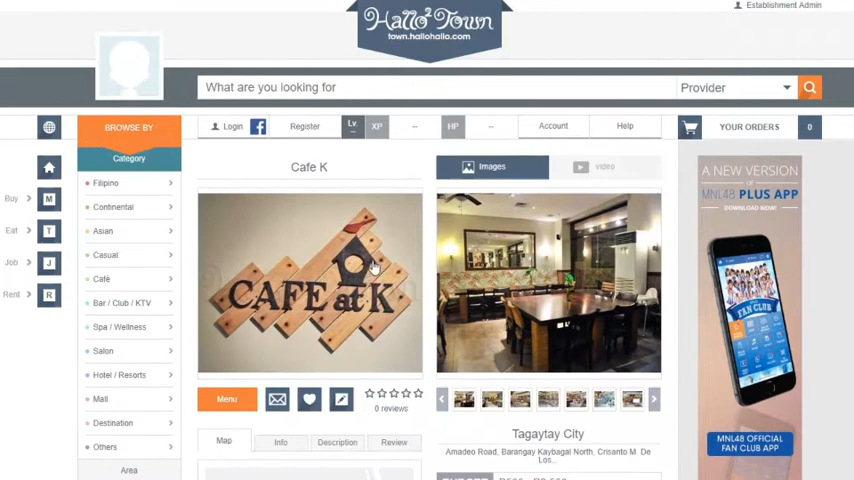 Establishment Admin
Hallo² Town
town.hallohallo.com
What are you looking for
Provider
Login
Register
Lv.
--
XP
--
HP
--
Account
Help
YOUR ORDERS
0
BROWSE BY
Category
Filipino
Continental
Asian
Casual
Café
Bar / Club / KTV
Spa / Wellness
Salon
Hotel / Resorts
Mall
Destination
Others
Area
Buy
M
Eat
T
Job
J
Rent
R
Cafe K
CAFE at K
Menu
0 reviews
Map
Info
Description
Review
Images
video
Tagaytay City
Amadeo Road, Barangay Kaybagal North, Crisanto M. De
Los...
A NEW VERSION
OF
MNL48 PLUS APP
DOWNLOAD NOW!
FAN CLUB
MNL48 OFFICIAL
FAN CLUB APP